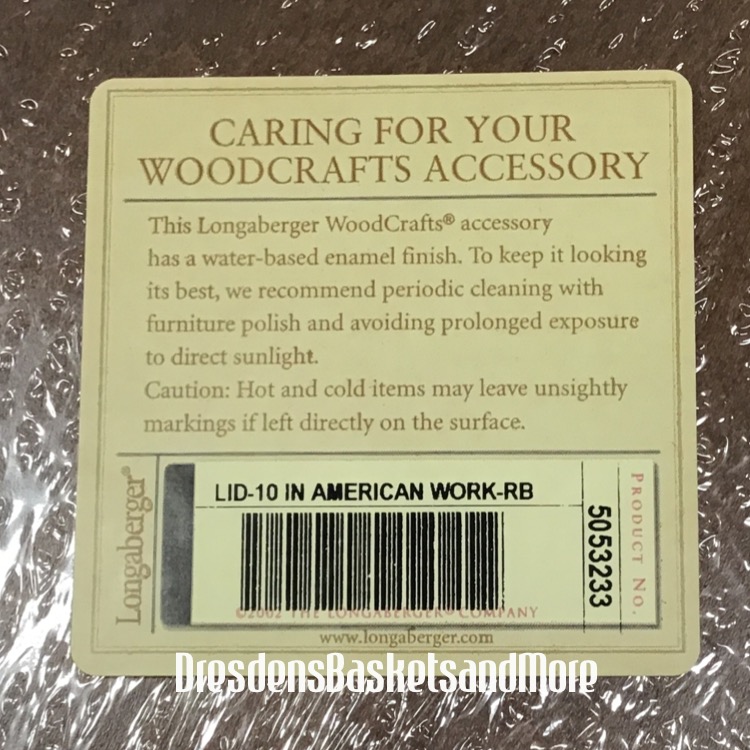 CARING FOR YOUR
WOODCRAFTS ACCESSORY
This Longaberger WoodCrafts® accessory
has a water-based enamel finish. To keep it looking
its best, we recommend periodic cleaning with
furniture polish and avoiding prolonged exposure
to direct sunlight.
Caution: Hot and cold items may leave unsightly
markings if left directly on the surface.
Longaberger®
LID-10 IN AMERICAN WORK-RB
5053233
PRODUCT NO.
©2002 THE LONGABERGER® COMPANY
www.longaberger.com
DresdensBasketsandMore